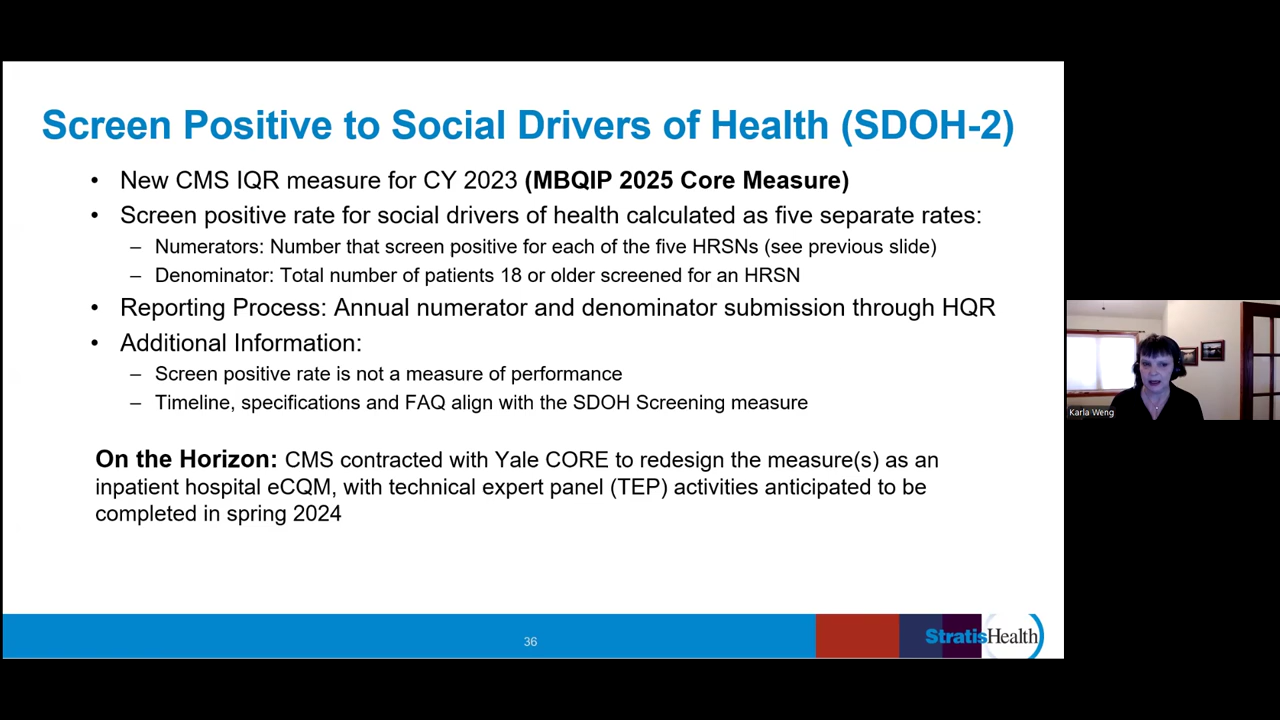 Screen Positive to Social Drivers of Health (SDOH-2)
• New CMS IQR measure for CY 2023 (MBQIP 2025 Core Measure)
• Screen positive rate for social drivers of health calculated as five separate rates:
– Numerators: Number that screen positive for each of the five HRSNs (see previous slide)
– Denominator: Total number of patients 18 or older screened for an HRSN
• Reporting Process: Annual numerator and denominator submission through HQR
• Additional Information:
– Screen positive rate is not a measure of performance
– Timeline, specifications and FAQ align with the SDOH Screening measure
On the Horizon: CMS contracted with Yale CORE to redesign the measure(s) as an
inpatient hospital eCQM, with technical expert panel (TEP) activities anticipated to be
completed in spring 2024
36
StratisHealth
Karla Weng